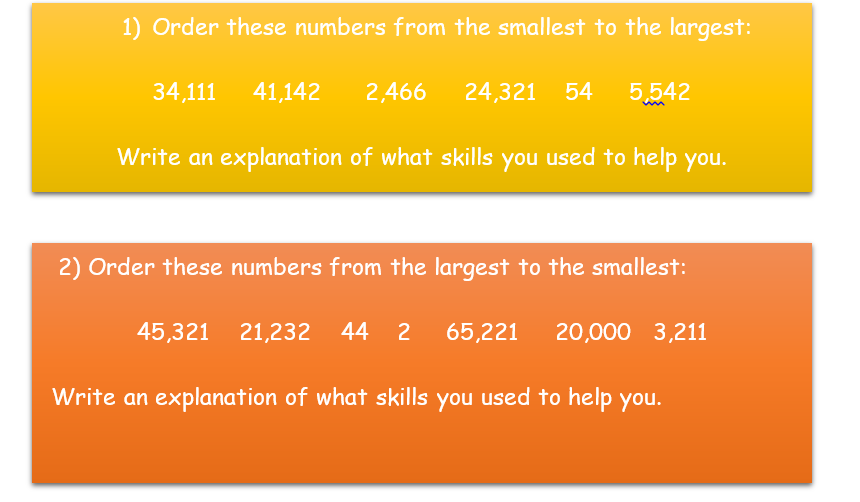 1) Order these numbers from the smallest to the largest:
34,111 41,142 2,466 24,321 54 5,542
Write an explanation of what skills you used to help you.
2) Order these numbers from the largest to the smallest:
45,321 21,232 44 2 65,221 20,000 3,211
Write an explanation of what skills you used to help you.